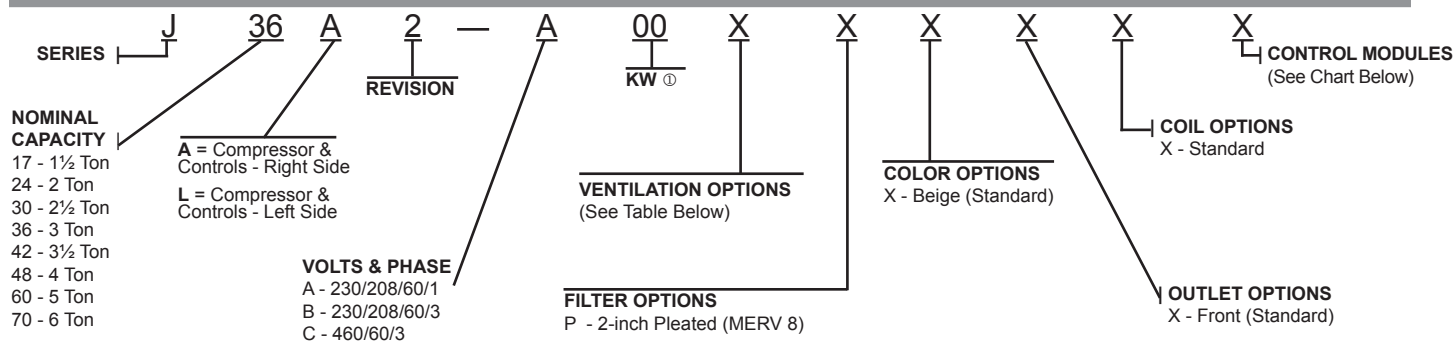 J 36 A 2 — A 00 X X X X X X
SERIES
REVISION
KW ①
CONTROL MODULES
(See Chart Below)
NOMINAL
CAPACITY
17 - 1½ Ton
24 - 2 Ton
30 - 2½ Ton
36 - 3 Ton
42 - 3½ Ton
48 - 4 Ton
60 - 5 Ton
70 - 6 Ton
A = Compressor &
Controls - Right Side
L = Compressor &
Controls - Left Side
VOLTS & PHASE
A - 230/208/60/1
B - 230/208/60/3
C - 460/60/3
VENTILATION OPTIONS
(See Table Below)
FILTER OPTIONS
P - 2-inch Pleated (MERV 8)
COLOR OPTIONS
X - Beige (Standard)
OUTLET OPTIONS
X - Front (Standard)
COIL OPTIONS
X - Standard